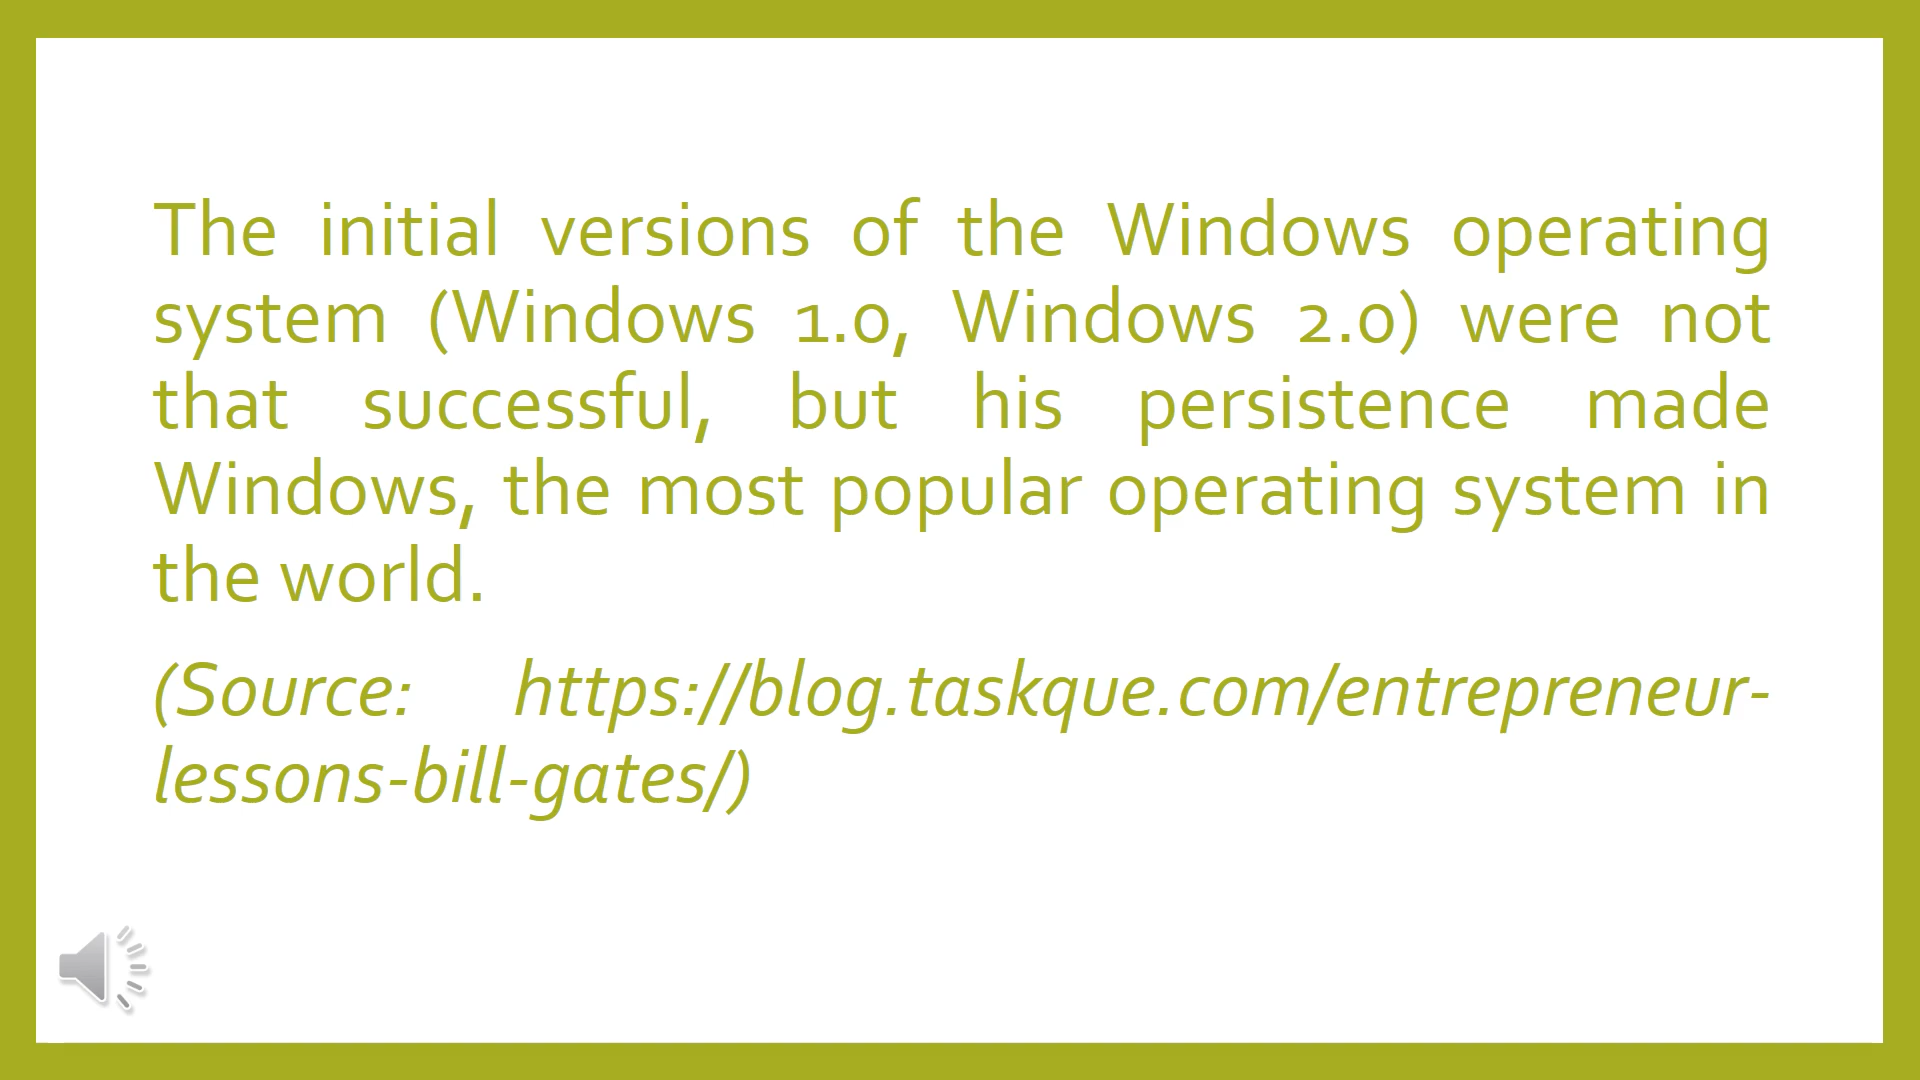 The initial versions of the Windows operating
system (Windows 1.0, Windows 2.0) were not
that successful, but his persistence made
Windows, the most popular operating system in
the world.
(Source: https://blog.taskque.com/entrepreneur-
lessons-bill-gates/)